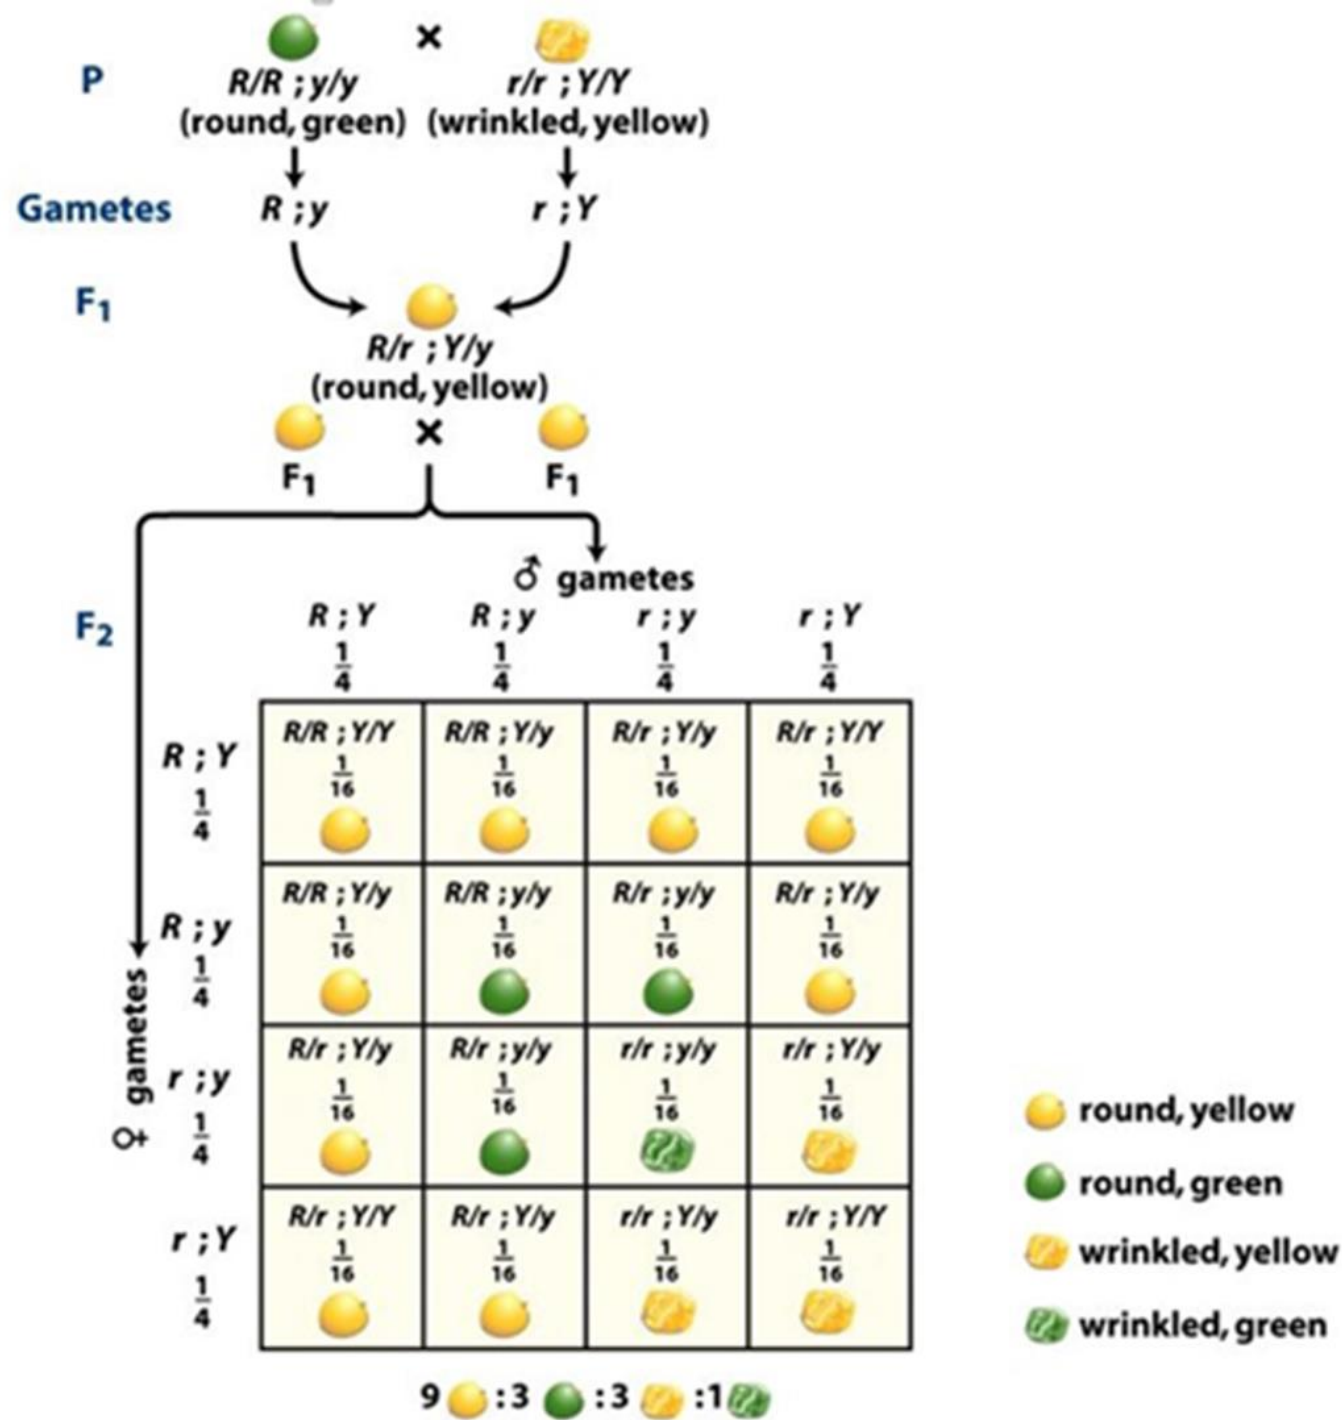 ×
P R/R ; y/y r/r ; Y/Y
(round, green) (wrinkled, yellow)
Gametes R ; y r ; Y
F1
R/r ; Y/y
(round, yellow)
×
F1 F1
♂ gametes
F2 R ; Y R ; y r ; y r ; Y
1/4 1/4 1/4 1/4
♀ gametes
R ; Y 1/4
R/R ; Y/Y R/R ; Y/y R/r ; Y/y R/r ; Y/Y
1/16 1/16 1/16 1/16
R ; y 1/4
R/R ; Y/y R/R ; y/y R/r ; y/y R/r ; Y/y
1/16 1/16 1/16 1/16
r ; y 1/4
R/r ; Y/y R/r ; y/y r/r ; y/y r/r ; Y/y
1/16 1/16 1/16 1/16
r ; Y 1/4
R/r ; Y/Y R/r ; Y/y r/r ; Y/y r/r ; Y/Y
1/16 1/16 1/16 1/16
round, yellow
round, green
wrinkled, yellow
wrinkled, green
9 :3 :3 :1